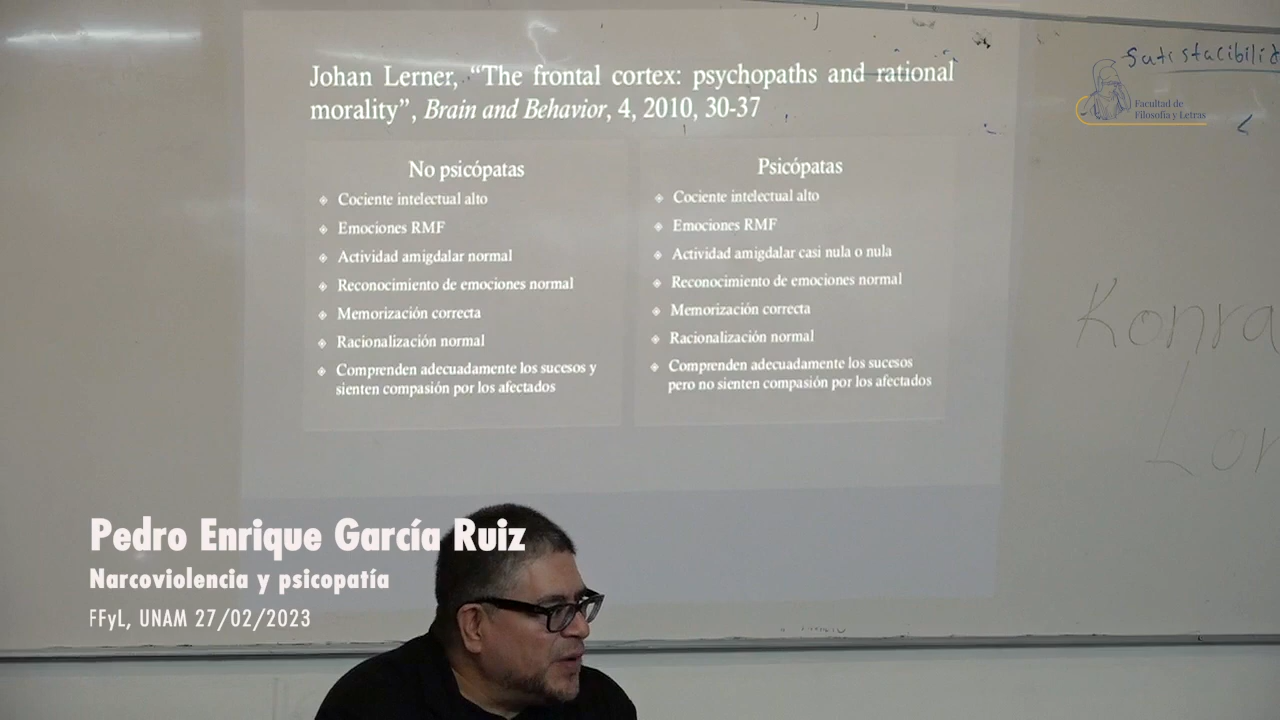 Johan Lerner, “The frontal cortex: psychopaths and rational
morality”, Brain and Behavior, 4, 2010, 30-37
No psicópatas
Cociente intelectual alto
Emociones RMF
Actividad amigdalar normal
Reconocimiento de emociones normal
Memorización correcta
Racionalización normal
Comprenden adecuadamente los sucesos y
sienten compasión por los afectados
Psicópatas
Cociente intelectual alto
Emociones RMF
Actividad amigdalar casi nula o nula
Reconocimiento de emociones normal
Memorización correcta
Racionalización normal
Comprenden adecuadamente los sucesos
pero no sienten compasión por los afectados
Facultad de
Filosofía y Letras
Konra
Lor
Pedro Enrique García Ruiz
Narcoviolencia y psicopatía
FFyL, UNAM 27/02/2023